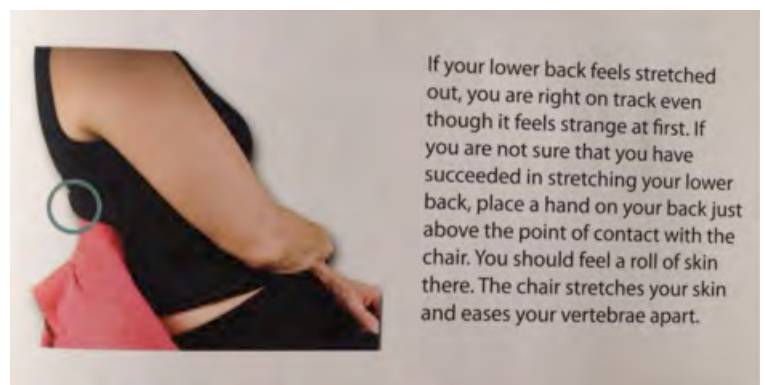 If your lower back feels stretched
out, you are right on track even
though it feels strange at first. If
you are not sure that you have
succeeded in stretching your lower
back, place a hand on your back just
above the point of contact with the
chair. You should feel a roll of skin
there. The chair stretches your skin
and eases your vertebrae apart.